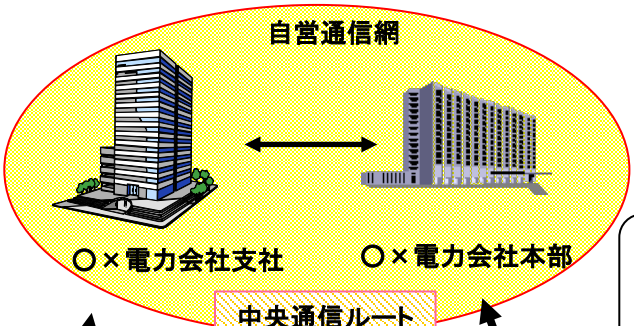 自営通信網
○×電力会社支社
○×電力会社本部
中央通信ルート